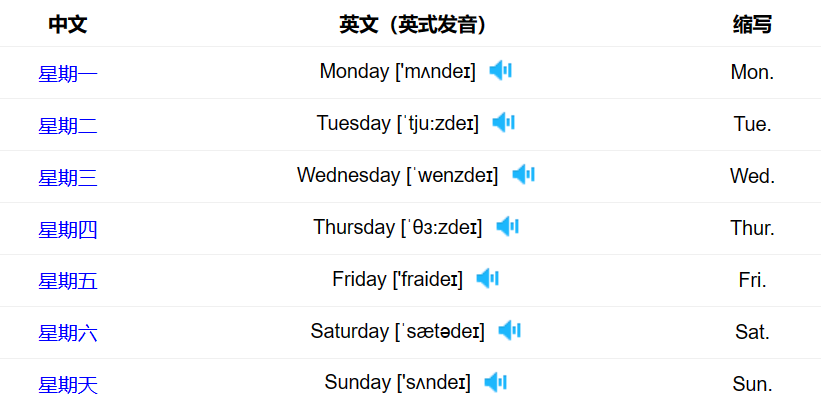 中文 英文（英式发音） 缩写
星期一 Monday ['mʌndeɪ] Mon.
星期二 Tuesday [ˈtju:zdeɪ] Tue.
星期三 Wednesday [ˈwenzdeɪ] Wed.
星期四 Thursday [ˈθɜ:zdeɪ] Thur.
星期五 Friday ['fraideɪ] Fri.
星期六 Saturday [ˈsætədeɪ] Sat.
星期天 Sunday ['sʌndeɪ] Sun.